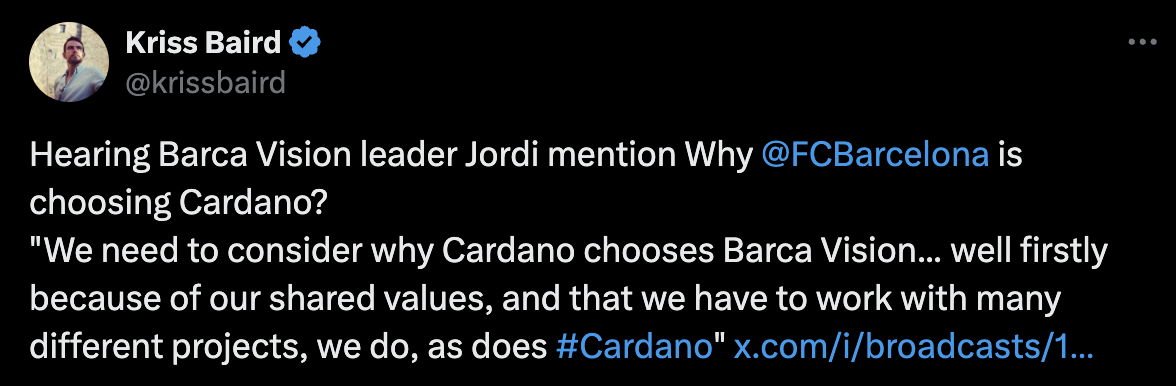 Kriss Baird
@krissbaird
Hearing Barca Vision leader Jordi mention Why @FCBarcelona is
choosing Cardano?
"We need to consider why Cardano chooses Barca Vision... well firstly
because of our shared values, and that we have to work with many
different projects, we do, as does #Cardano" x.com/i/broadcasts/1...